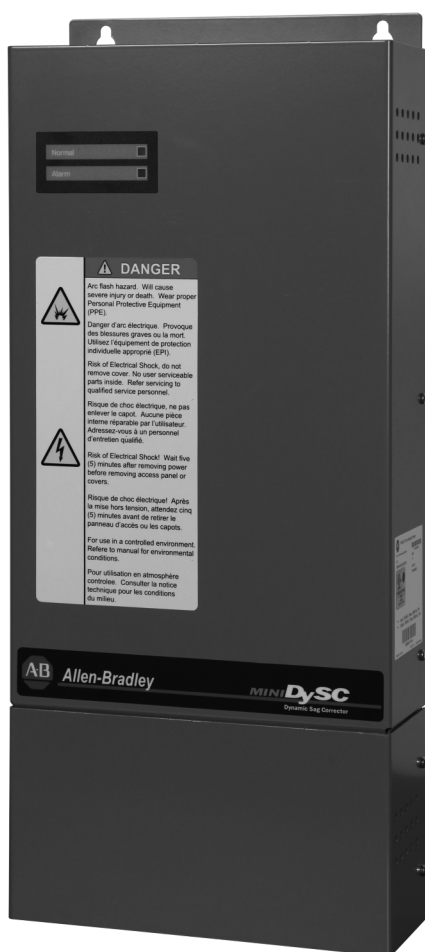 Normal
Alarm
DANGER
Arc flash hazard. Will cause
severe injury or death. Wear proper
Personal Protective Equipment
(PPE).
Danger d'arc électrique. Provoque
des blessures graves ou la mort.
Utilisez l'équipement de protection
individuelle approprié (EPI).
Risk of Electrical Shock, do not
remove cover. No user serviceable
parts inside. Refer servicing to
qualified service personnel.
Risque de choc électrique, ne pas
enlever le capot. Aucune pièce
interne réparable par l'utilisateur.
Adressez-vous à un personnel
d'entretien qualifié.
Risk of Electrical Shock! Wait five
(5) minutes after removing power
before removing access panel or
covers.
Risque de choc électrique! Après
la mise hors tension, attendez cinq
(5) minutes avant de retirer le
panneau d'accès ou les capots.
For use in a controlled environment.
Refere to manual for environmental
conditions.
Pour utilisation en atmosphère
controlee. Consulter la notice
technique pour les conditions
du milieu.
AB Allen-Bradley
MINI DySC
Dynamic Sag Corrector